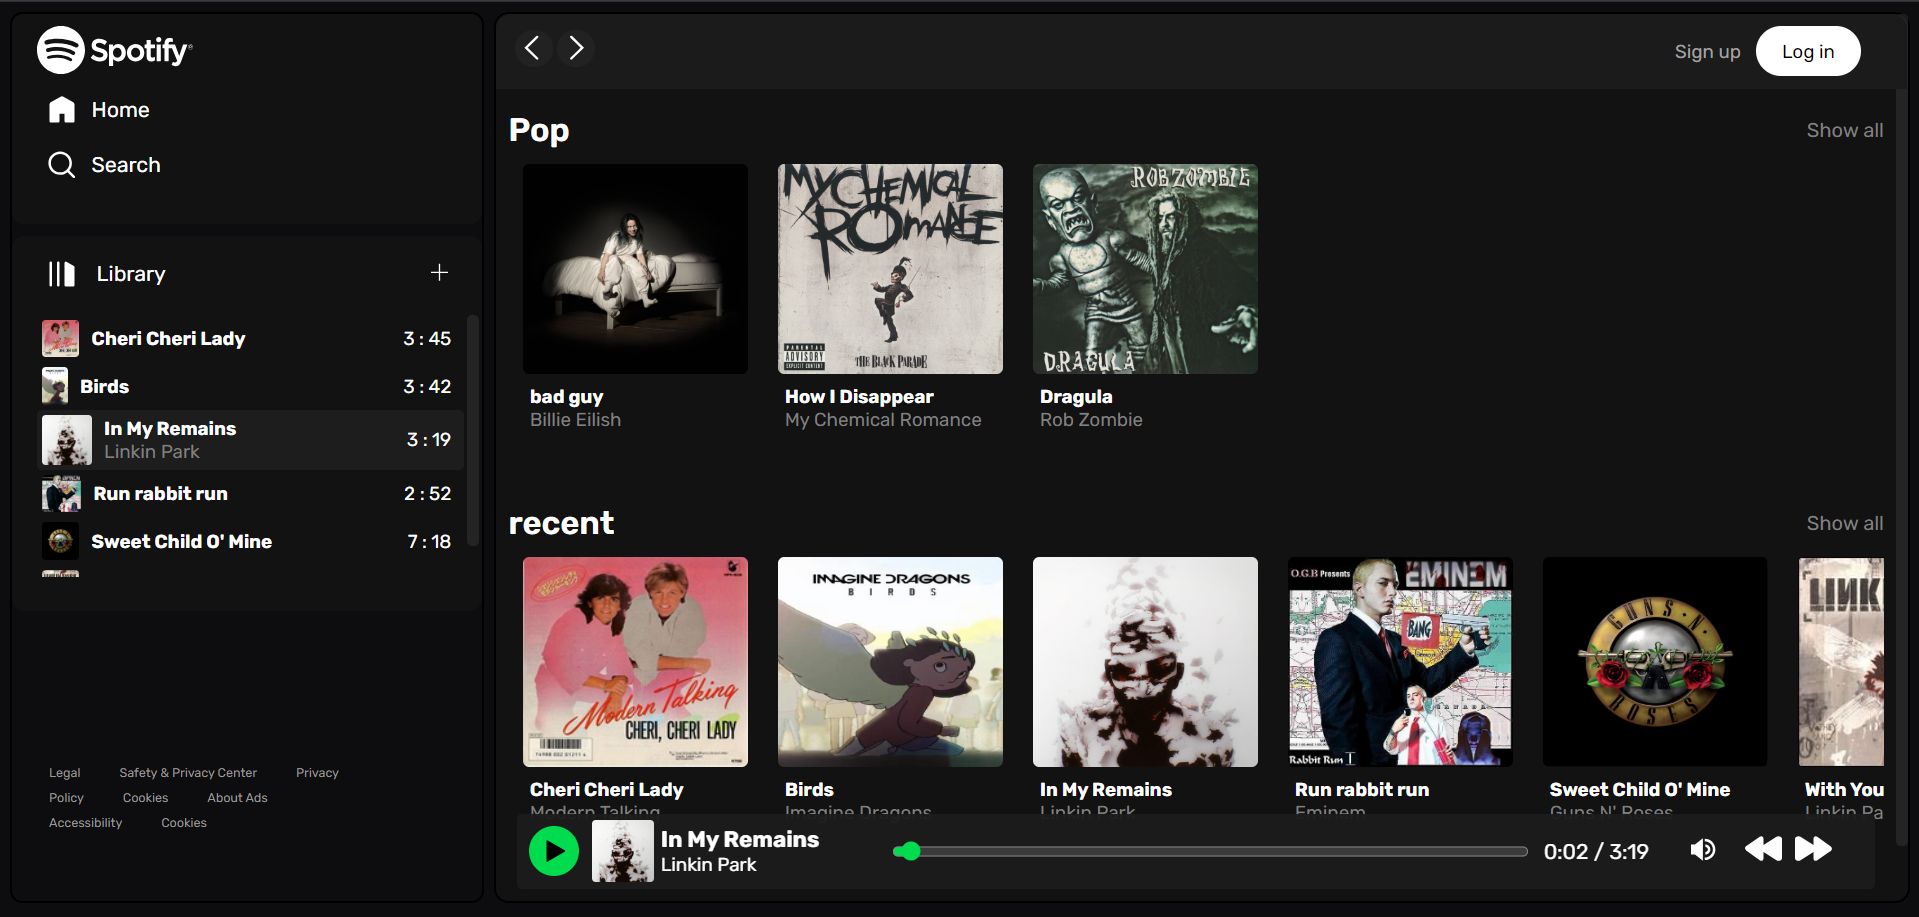 Spotify
Home
Search
Library
Cheri Cheri Lady 3 : 45
Birds 3 : 42
In My Remains
Linkin Park
3 : 19
Run rabbit run 2 : 52
Sweet Child O' Mine 7 : 18
Legal Safety & Privacy Center Privacy
Policy Cookies About Ads
Accessibility Cookies
Sign up Log in
Pop Show all
MY CHEMICAL
ROMANCE
PARENTAL
ADVISORY
EXPLICIT CONTENT
THE BLACK PARADE
ROB ZOMBIE
DRAGULA
bad guy
Billie Eilish
How I Disappear
My Chemical Romance
Dragula
Rob Zombie
recent Show all
Modern Talking
CHERI, CHERI LADY
IMAGINE DRAGONS
BIRDS
O.G.B Presents
EMINEM
BANG
Rabbit Run
GUNS N'
ROSES
LINK
Cheri Cheri Lady
Modern Talking
Birds
Imagine Dragons
In My Remains
Linkin Park
Run rabbit run
Eminem
Sweet Child O' Mine
Guns N' Roses
With You
Linkin Pa
In My Remains
Linkin Park
0:02 / 3:19